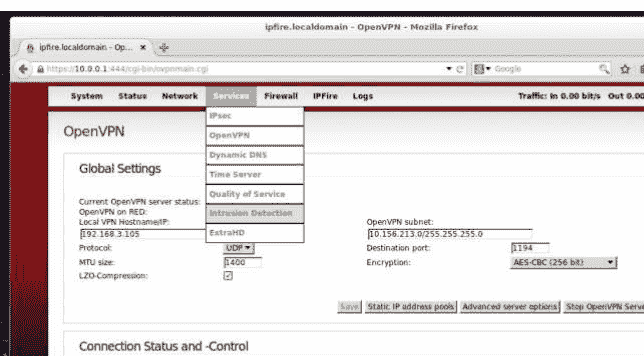 ipfire.localdomain - OpenVPN - Mozilla Firefox
ipfire.localdomain - Op... ×
https://10.0.0.1:444/cgi-bin/ovpnmain.cgi Google
System Status Network Services Firewall IPFire Logs Traffic: In 0.00 bit/s Out 0.00
IPsec
OpenVPN
Dynamic DNS
Time Server
Quality of Service
Intrusion Detection
ExtraHD
OpenVPN
Global Settings
Current OpenVPN server status:
OpenVPN on RED:
Local VPN Hostname/IP: OpenVPN subnet:
192.168.3.105 10.156.213.0/255.255.255.0
Protocol: UDP Destination port: 1194
MTU size: 1400 Encryption: AES-CBC (256 bit)
LZO-Compression:
Save Static IP address pools Advanced server options Stop OpenVPN Serve
Connection Status and -Control